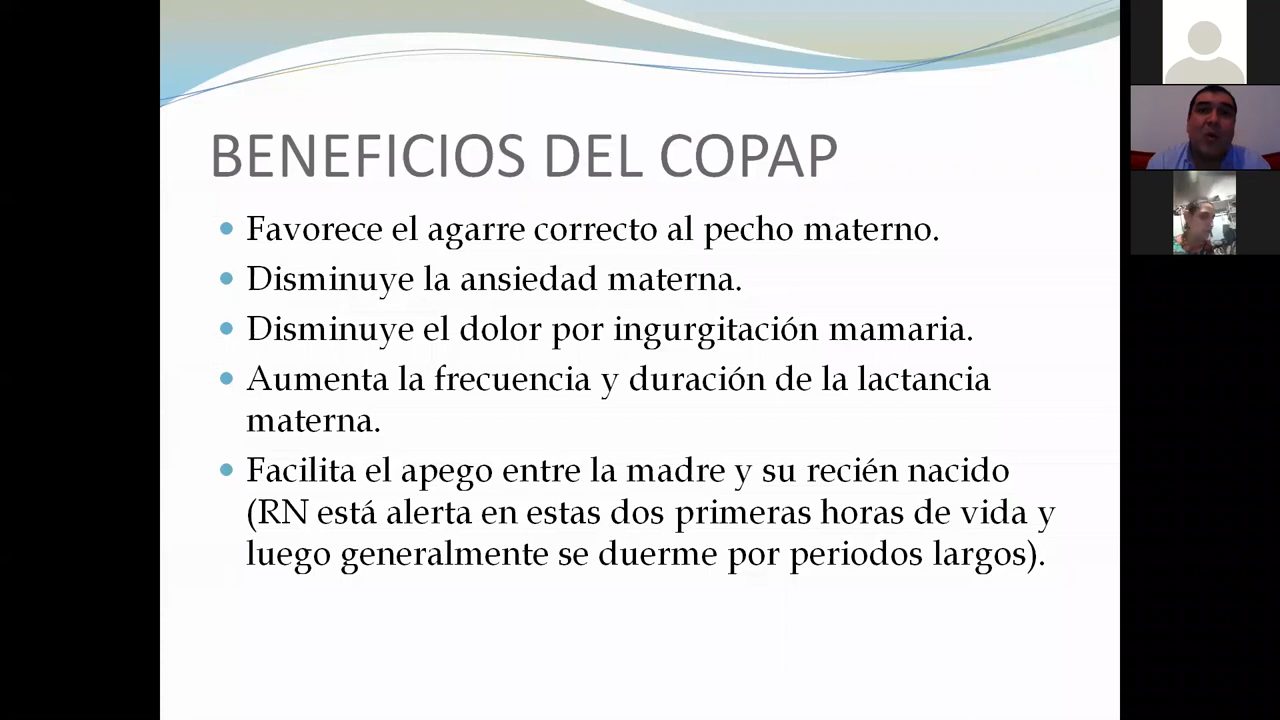 BENEFICIOS DEL COPAP
Favorece el agarre correcto al pecho materno.
Disminuye la ansiedad materna.
Disminuye el dolor por ingurgitación mamaria.
Aumenta la frecuencia y duración de la lactancia
materna.
Facilita el apego entre la madre y su recién nacido
(RN está alerta en estas dos primeras horas de vida y
luego generalmente se duerme por periodos largos).